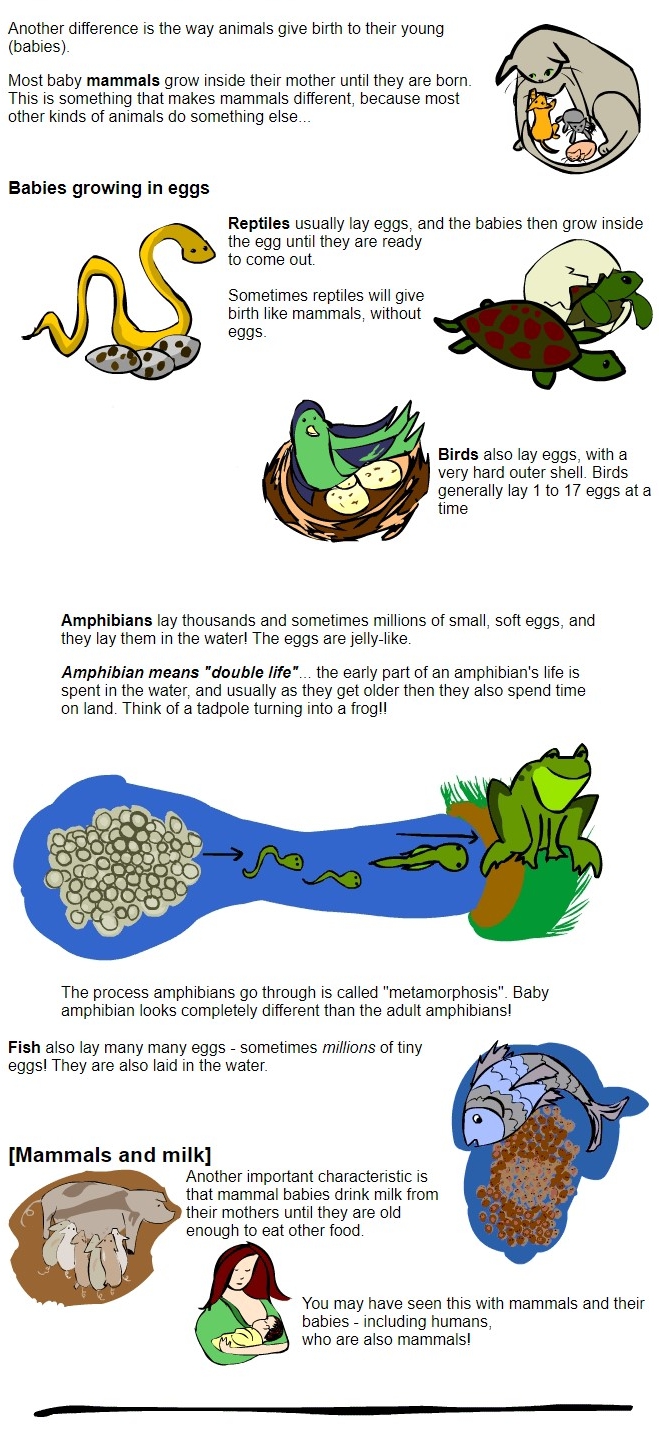 Another difference is the way animals give birth to their young
(babies).
Most baby mammals grow inside their mother until they are born.
This is something that makes mammals different, because most
other kinds of animals do something else...
Babies growing in eggs
Reptiles usually lay eggs, and the babies then grow inside
the egg until they are ready
to come out.
Sometimes reptiles will give
birth like mammals, without
eggs.
Birds also lay eggs, with a
very hard outer shell. Birds
generally lay 1 to 17 eggs at a
time
Amphibians lay thousands and sometimes millions of small, soft eggs, and
they lay them in the water! The eggs are jelly-like.
Amphibian means "double life"... the early part of an amphibian's life is
spent in the water, and usually as they get older then they also spend time
on land. Think of a tadpole turning into a frog!!
The process amphibians go through is called "metamorphosis". Baby
amphibian looks completely different than the adult amphibians!
Fish also lay many many eggs - sometimes millions of tiny
eggs! They are also laid in the water.
[Mammals and milk]
Another important characteristic is
that mammal babies drink milk from
their mothers until they are old
enough to eat other food.
You may have seen this with mammals and their
babies - including humans,
who are also mammals!